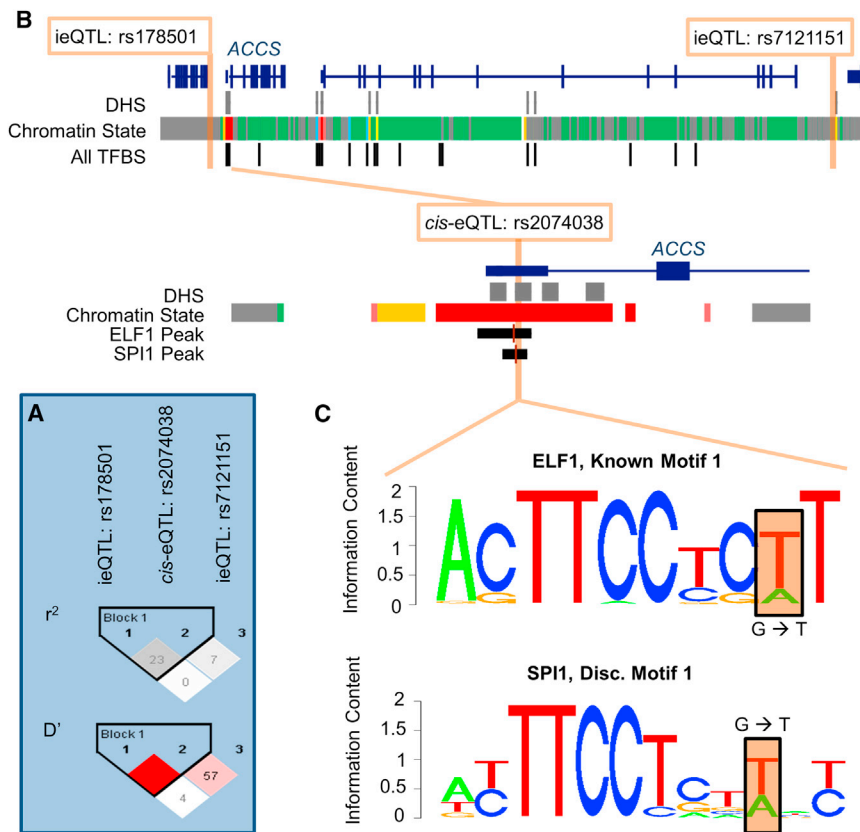 B
ieQTL: rs178501
ACCS
ieQTL: rs7121151
DHS
Chromatin State
All TFBS
cis-eQTL: rs2074038
ACCS
DHS
Chromatin State
ELF1 Peak
SPI1 Peak
A
ieQTL: rs178501
cis-eQTL: rs2074038
ieQTL: rs7121151
r²
Block 1
1 2 3
23 7
0
D'
Block 1
1 2 3
57
4
C
ELF1, Known Motif 1
Information Content
2
1.5
1
0.5
0
G → T
SPI1, Disc. Motif 1
Information Content
2
1.5
1
0.5
0
G → T